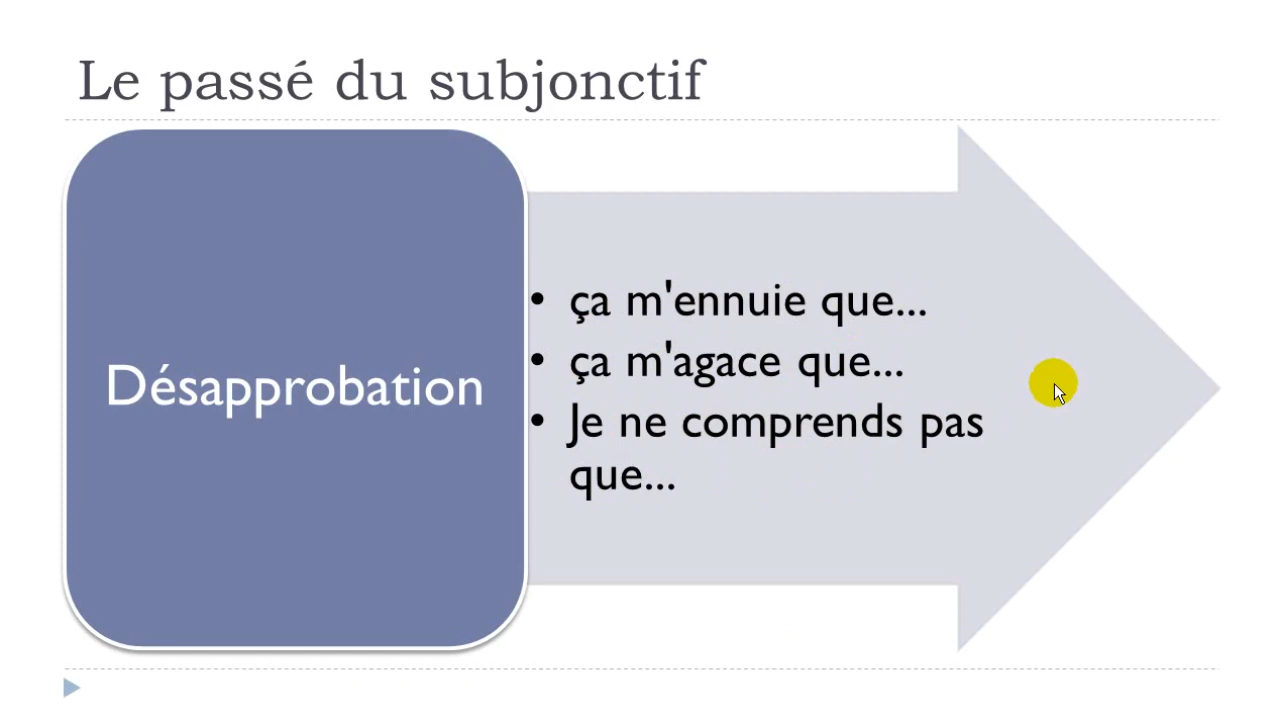 Le passé du subjonctif
Désapprobation
• ça m'ennuie que...
• ça m'agace que...
• Je ne comprends pas
que...